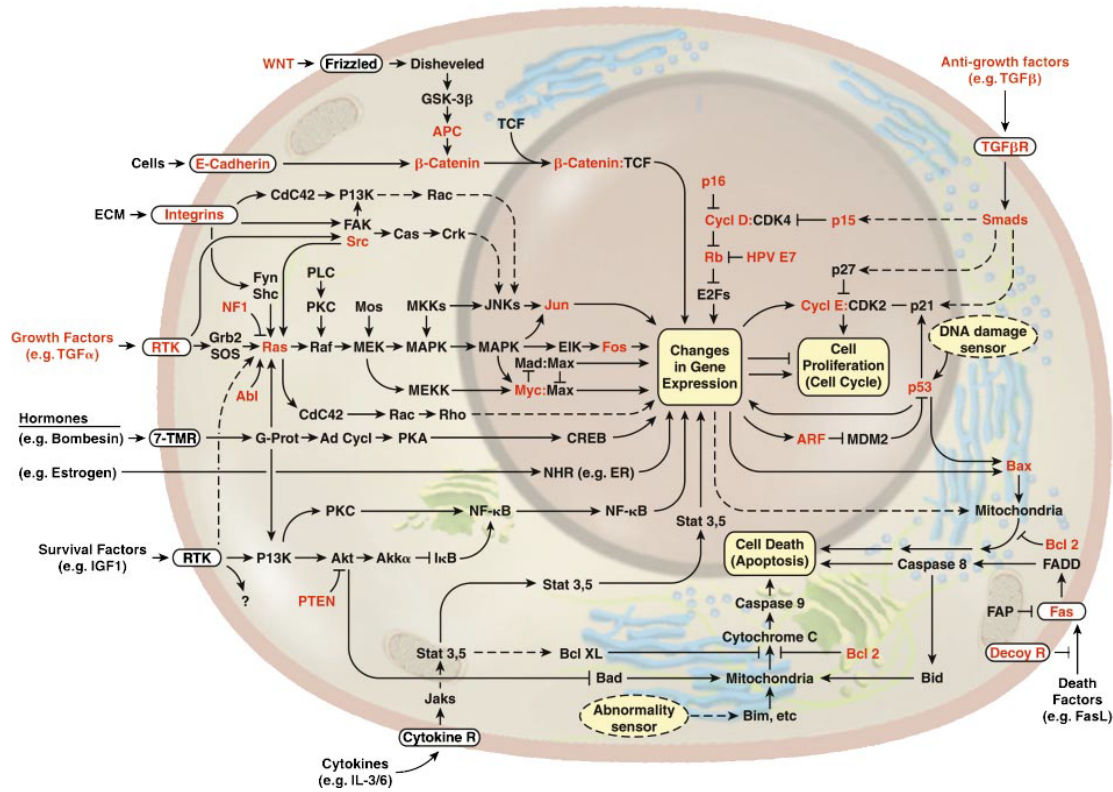 WNT
Frizzled
Disheveled
GSK-3β
APC
TCF
Cells
E-Cadherin
β-Catenin
β-Catenin:TCF
Anti-growth factors
(e.g. TGFβ)
TGFβR
Smads
p16
Cycl D:CDK4
p15
Rb
HPV E7
E2Fs
p27
Cycl E:CDK2
p21
DNA damage
sensor
ECM
Integrins
CdC42
P13K
Rac
FAK
Src
Cas
Crk
Fyn
Shc
PLC
NF1
PKC
Mos
MKKs
JNKs
Jun
Growth Factors
(e.g. TGFα)
RTK
Grb2
SOS
Ras
Raf
MEK
MAPK
MAPK
ElK
Fos
Mad:Max
MEKK
Myc:Max
Abl
CdC42
Rac
Rho
Changes
in Gene
Expression
Cell
Proliferation
(Cell Cycle)
p53
ARF
MDM2
Bax
Mitochondria
Hormones
(e.g. Bombesin)
7-TMR
G-Prot
Ad Cycl
PKA
CREB
(e.g. Estrogen)
NHR (e.g. ER)
PKC
NF-κB
NF-κB
Stat 3,5
Survival Factors
(e.g. IGF1)
RTK
P13K
Akt
Akkα
IκB
?
PTEN
Stat 3,5
Cell Death
(Apoptosis)
Bcl 2
Caspase 8
FADD
Caspase 9
FAP
Fas
Cytochrome C
Stat 3,5
Bcl XL
Bcl 2
Decoy R
Bad
Mitochondria
Bid
Death
Factors
(e.g. FasL)
Jaks
Abnormality
sensor
Bim, etc
Cytokine R
Cytokines
(e.g. IL-3/6)